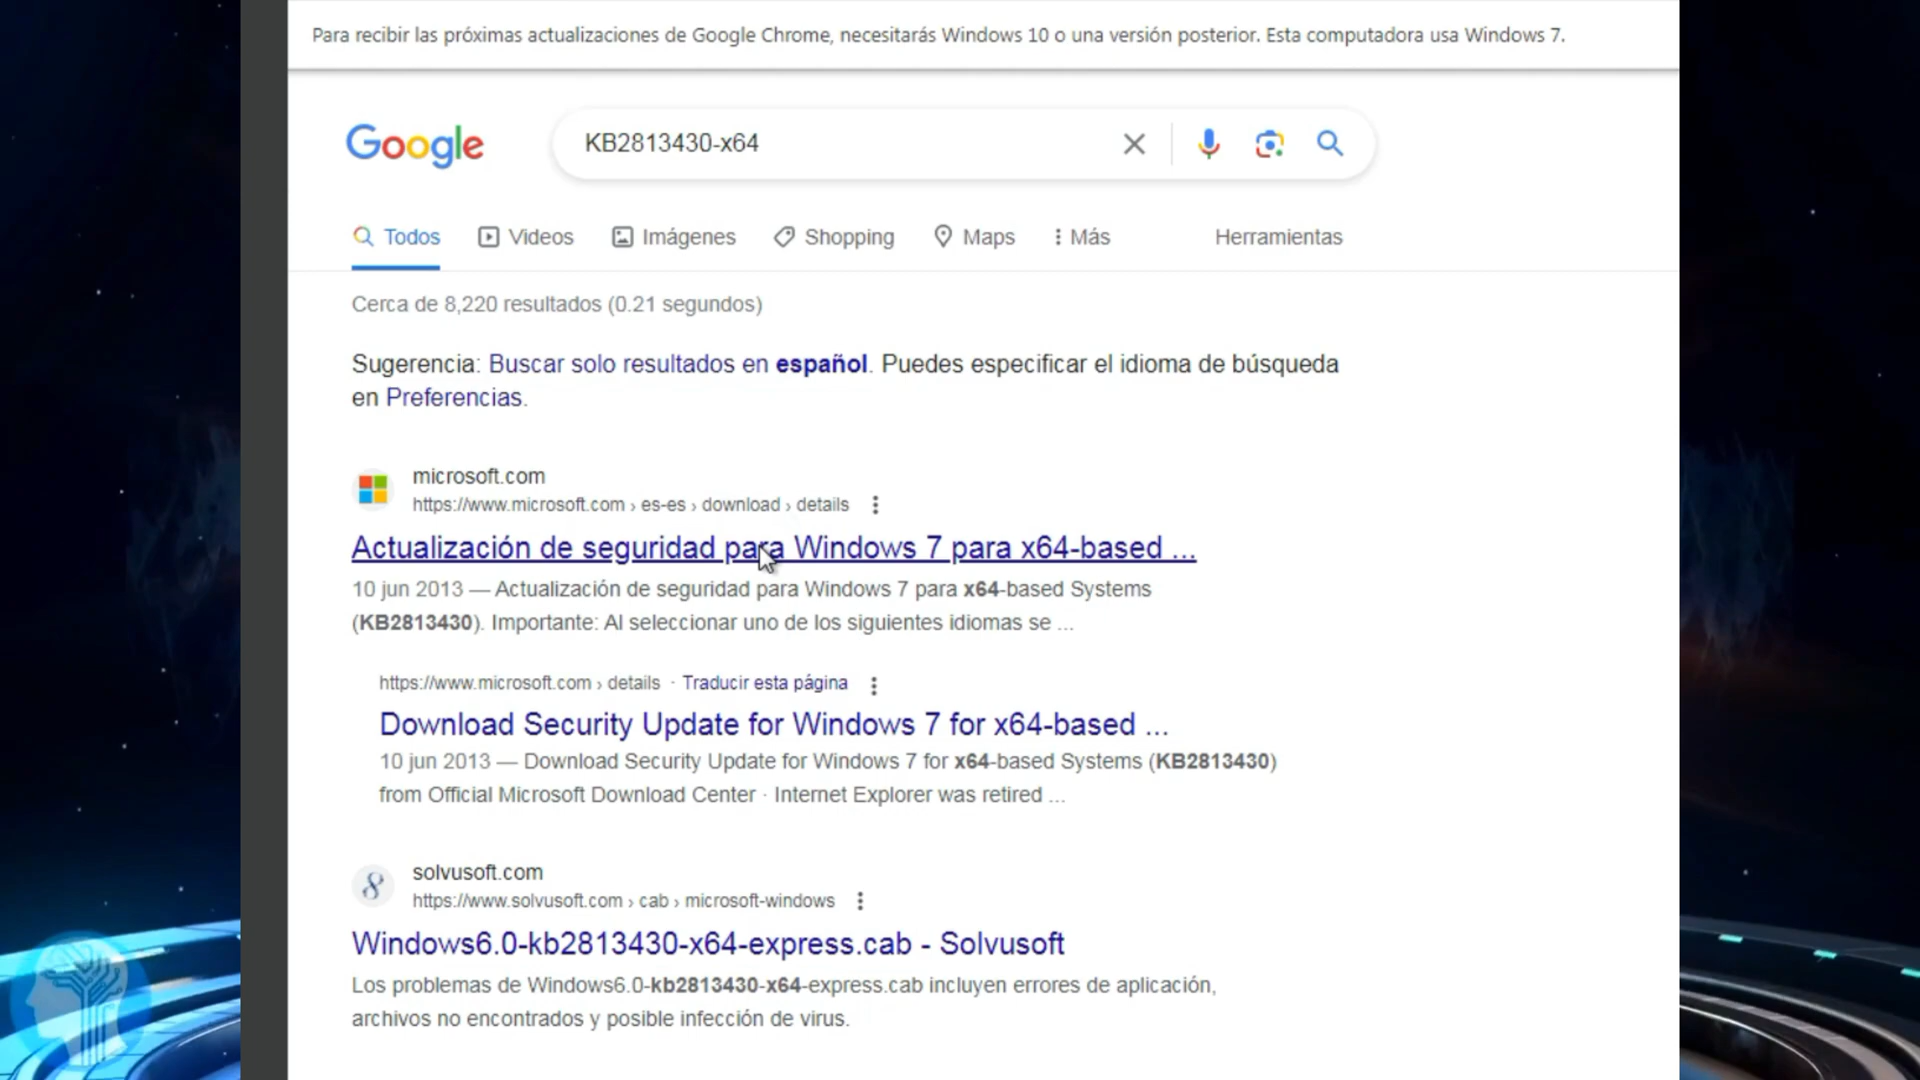 Para recibir las próximas actualizaciones de Google Chrome, necesitarás Windows 10 o una versión posterior. Esta computadora usa Windows 7.
Google
KB2813430-x64
Todos
Videos
Imágenes
Shopping
Maps
Más
Herramientas
Cerca de 8,220 resultados (0.21 segundos)
Sugerencia: Buscar solo resultados en español. Puedes especificar el idioma de búsqueda
en Preferencias.
microsoft.com
https://www.microsoft.com › es-es › download › details
Actualización de seguridad para Windows 7 para x64-based ...
10 jun 2013 — Actualización de seguridad para Windows 7 para x64-based Systems
(KB2813430). Importante: Al seleccionar uno de los siguientes idiomas se ...
https://www.microsoft.com › details · Traducir esta página
Download Security Update for Windows 7 for x64-based ...
10 jun 2013 — Download Security Update for Windows 7 for x64-based Systems (KB2813430)
from Official Microsoft Download Center · Internet Explorer was retired ...
solvusoft.com
https://www.solvusoft.com › cab › microsoft-windows
Windows6.0-kb2813430-x64-express.cab - Solvusoft
Los problemas de Windows6.0-kb2813430-x64-express.cab incluyen errores de aplicación,
archivos no encontrados y posible infección de virus.